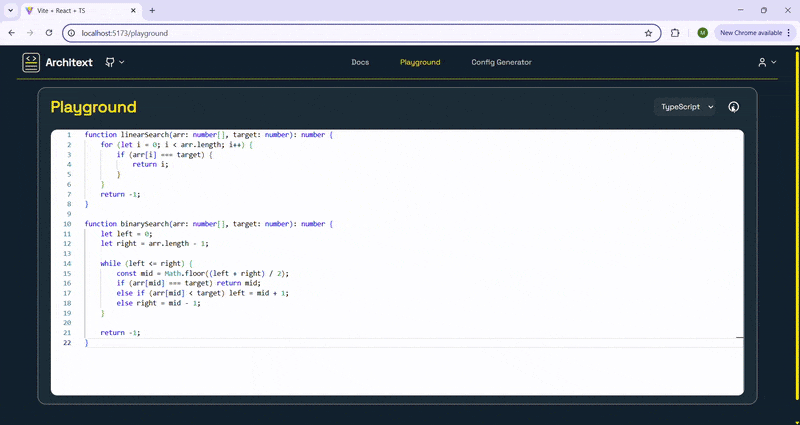 Vite + React + TS
localhost:5173/playground
M
New Chrome available
Architext
Docs
Playground
Config Generator
Playground
TypeScript
1 function linearSearch(arr: number[], target: number): number {
2 for (let i = 0; i < arr.length; i++) {
3 if (arr[i] === target) {
4 return i;
5 }
6 }
7 return -1;
8 }
9
10 function binarySearch(arr: number[], target: number): number {
11 let left = 0;
12 let right = arr.length - 1;
13
14 while (left <= right) {
15 const mid = Math.floor((left + right) / 2);
16 if (arr[mid] === target) return mid;
17 else if (arr[mid] < target) left = mid + 1;
18 else right = mid - 1;
19 }
20
21 return -1;
22 }